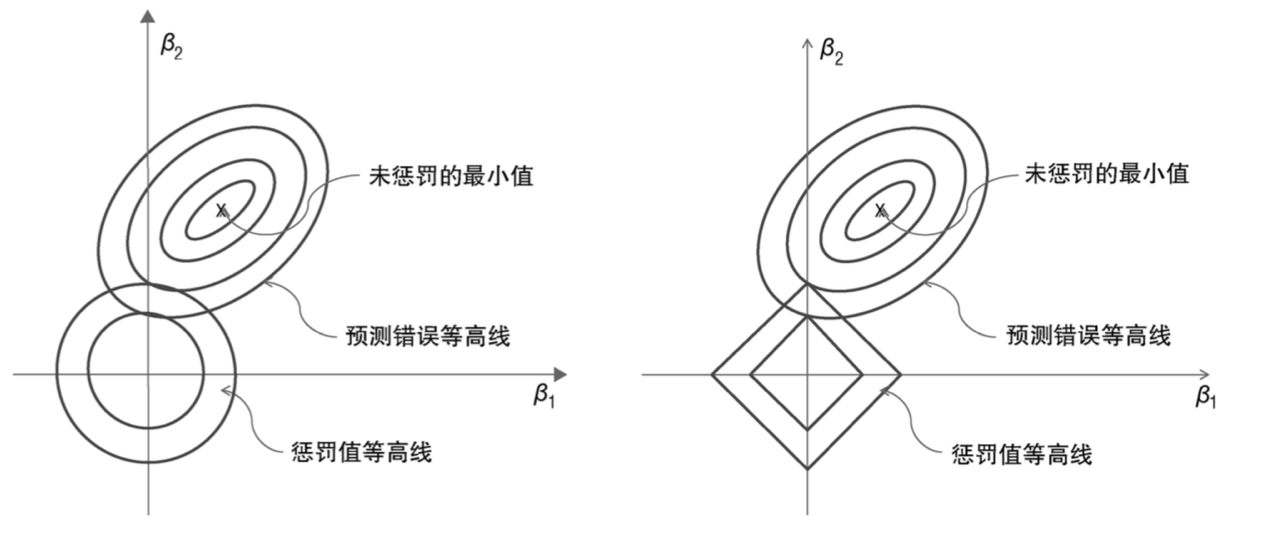 β₂
未惩罚的最小值
X
预测错误等高线
β₁
惩罚值等高线
β₂
未惩罚的最小值
X
预测错误等高线
β₁
惩罚值等高线